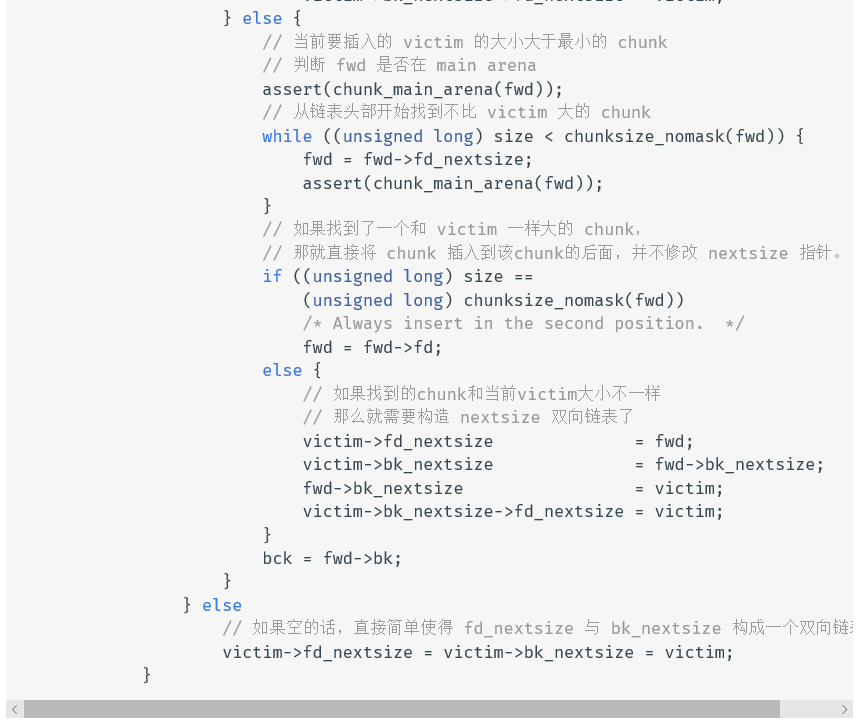 } else {
// 当前要插入的 victim 的大小大于最小的 chunk
// 判断 fwd 是否在 main arena
assert(chunk_main_arena(fwd));
// 从链表头部开始找到不比 victim 大的 chunk
while ((unsigned long) size < chunksize_nomask(fwd)) {
fwd = fwd->fd_nextsize;
assert(chunk_main_arena(fwd));
}
// 如果找到了一个和 victim 一样大的 chunk，
// 那就直接将 chunk 插入到该chunk的后面，并不修改 nextsize 指针。
if ((unsigned long) size ==
(unsigned long) chunksize_nomask(fwd))
/* Always insert in the second position.  */
fwd = fwd->fd;
else {
// 如果找到的chunk和当前victim大小不一样
// 那么就需要构造 nextsize 双向链表了
victim->fd_nextsize              = fwd;
victim->bk_nextsize              = fwd->bk_nextsize;
fwd->bk_nextsize                 = victim;
victim->bk_nextsize->fd_nextsize = victim;
}
bck = fwd->bk;
}
} else
// 如果空的话，直接简单使得 fd_nextsize 与 bk_nextsize 构成一个双向链
victim->fd_nextsize = victim->bk_nextsize = victim;
}